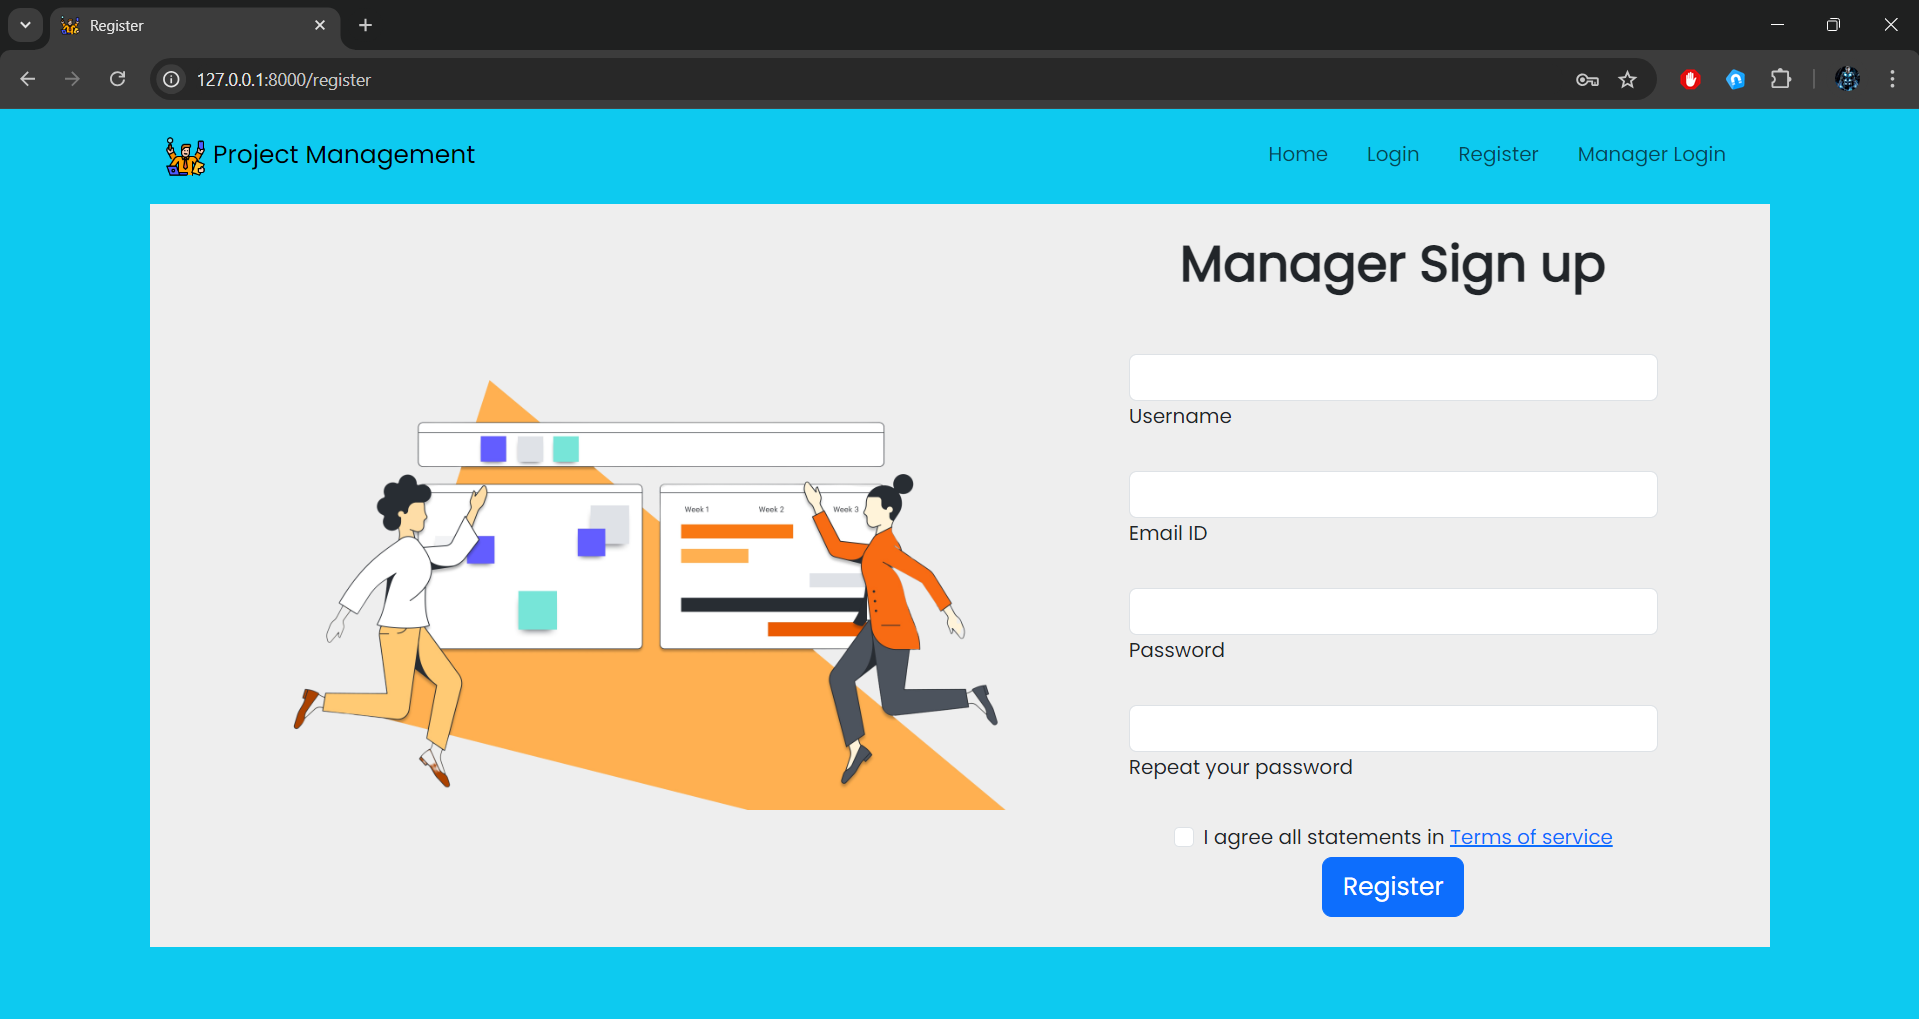 Register
127.0.0.1:8000/register
Project Management
Home Login Register Manager Login
Manager Sign up
Username
Email ID
Password
Repeat your password
I agree all statements in Terms of service
Register
Week 1 Week 2 Week 3